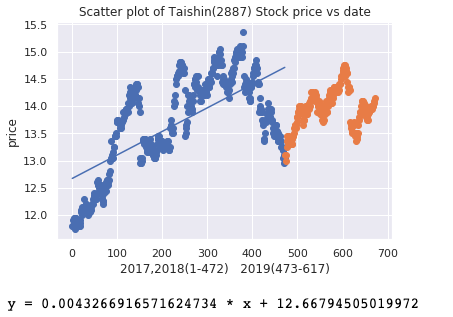 Scatter plot of Taishin(2887) Stock price vs date
15.5
15.0
14.5
14.0
13.5
13.0
12.5
12.0
price
0 100 200 300 400 500 600 700
2017,2018(1-472) 2019(473-617)
y = 0.0043266916571624734 * x + 12.66794505019972